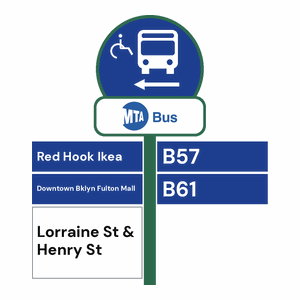 MTA Bus
Red Hook Ikea B57
Downtown Bklyn Fulton Mall B61
Lorraine St &
Henry St